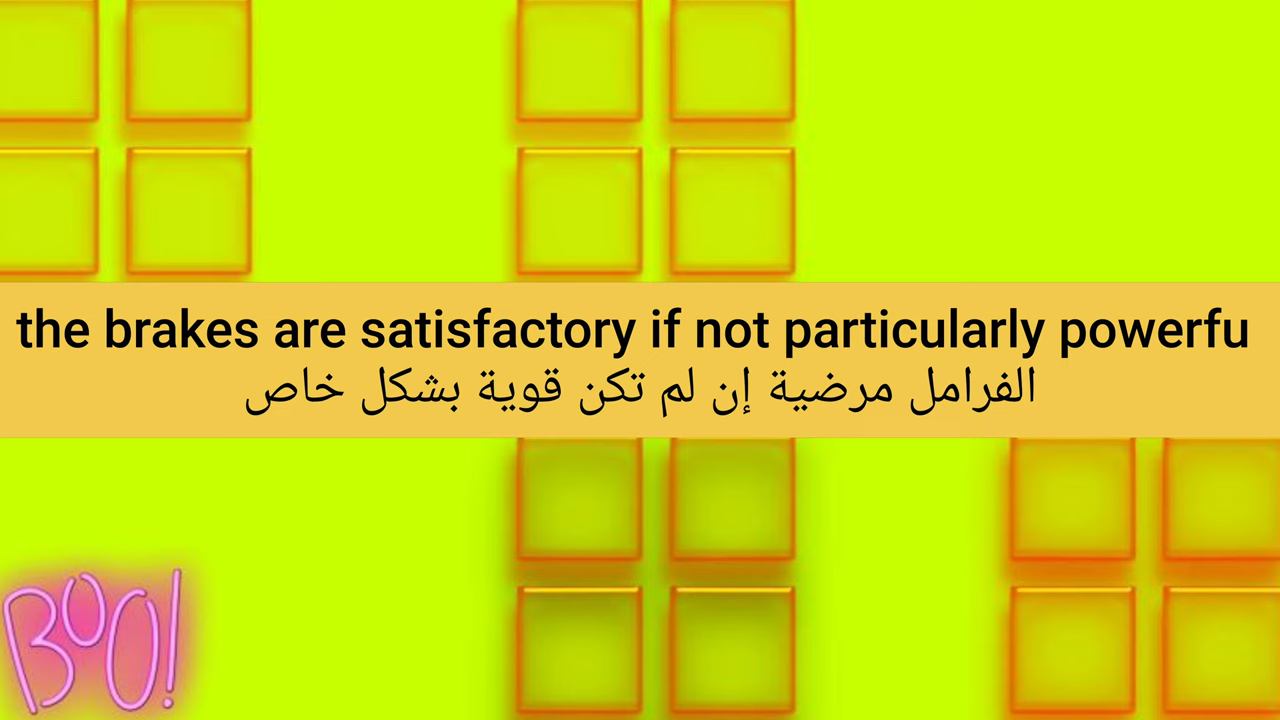 the brakes are satisfactory if not particularly powerfu
الفرامل مرضية إن لم تكن قوية بشكل خاص
BOO!